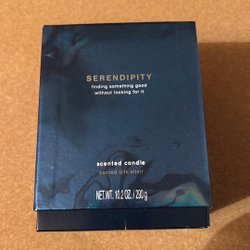 SERENDIPITY
finding something good
without looking for it
scented candle
sacred oils elixir
NET WT. 10.2 OZ. / 290 g